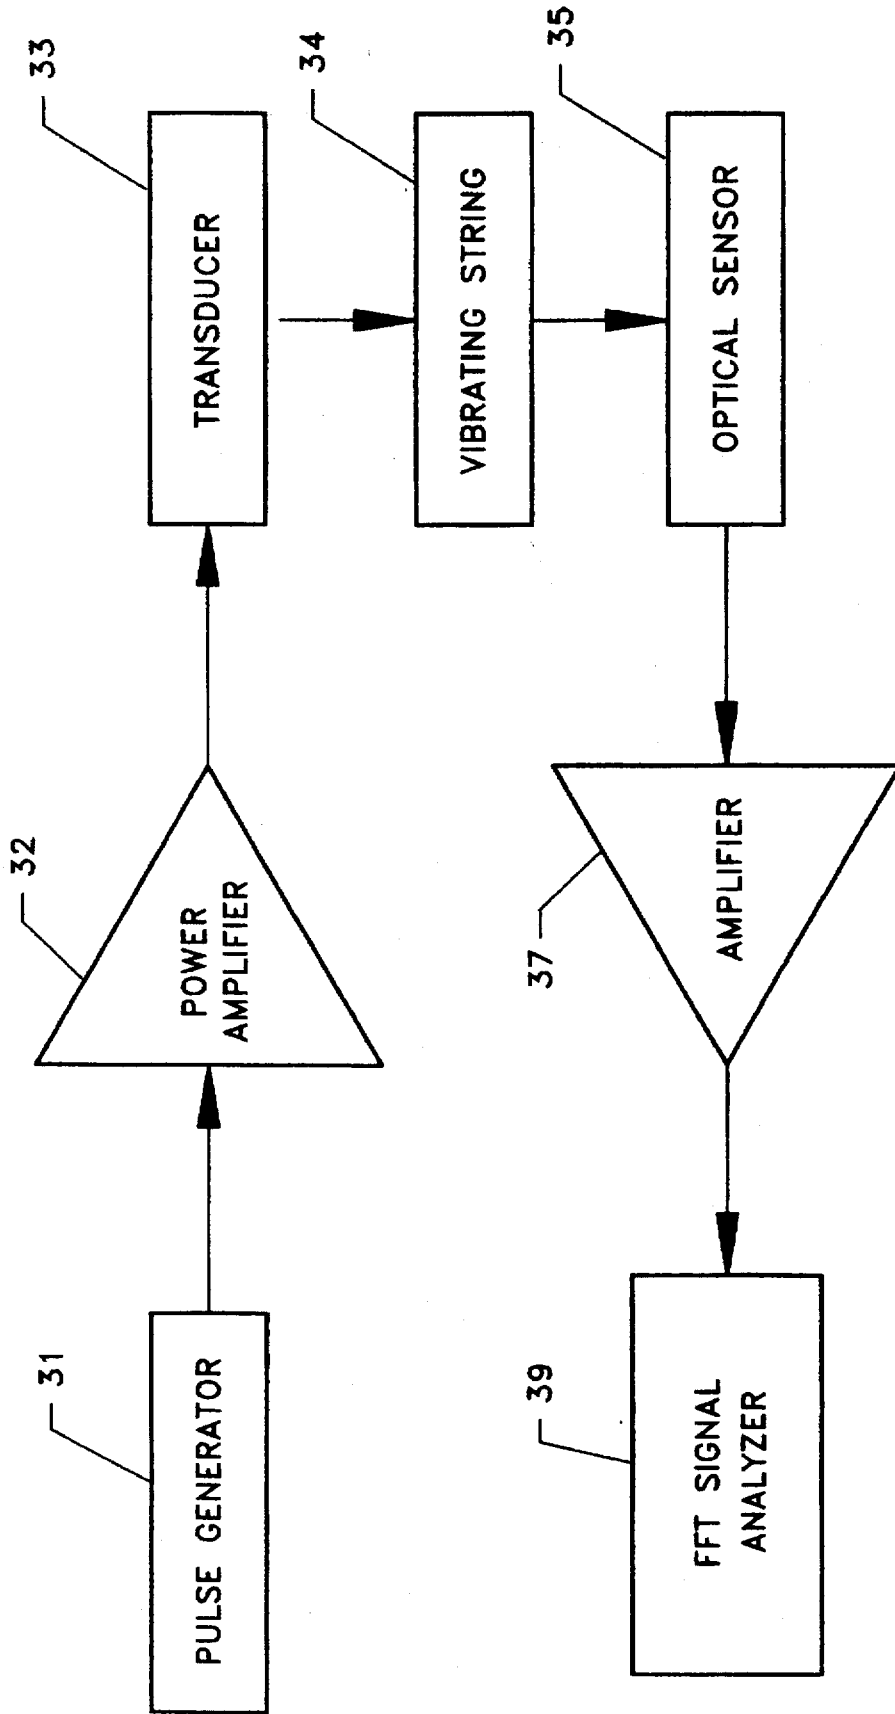 31
PULSE GENERATOR
32
POWER
AMPLIFIER
33
TRANSDUCER
34
VIBRATING STRING
35
OPTICAL SENSOR
37
AMPLIFIER
39
FFT SIGNAL
ANALYZER